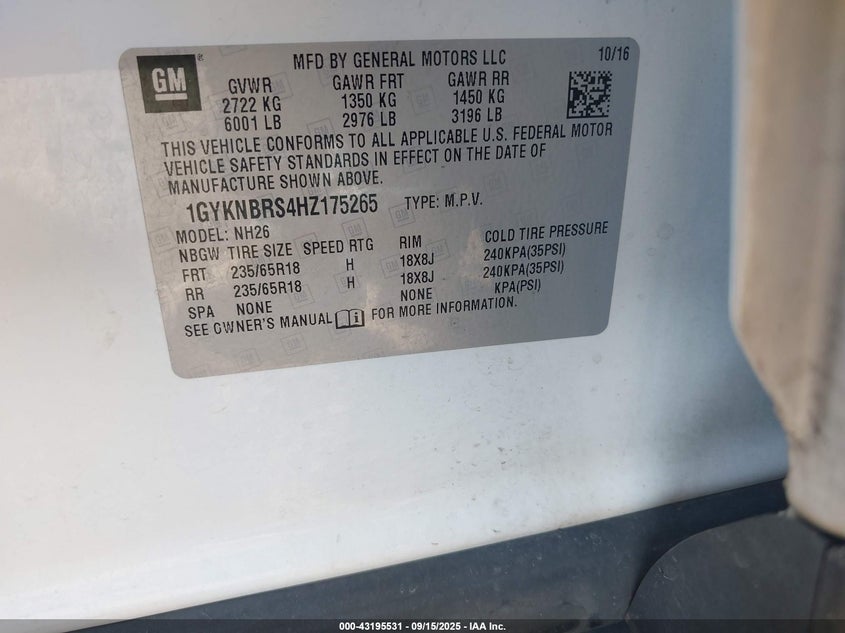 GM
MFD BY GENERAL MOTORS LLC 10/16
GVWR GAWR FRT GAWR RR
2722 KG 1350 KG 1450 KG
6001 LB 2976 LB 3196 LB
THIS VEHICLE CONFORMS TO ALL APPLICABLE U.S. FEDERAL MOTOR
VEHICLE SAFETY STANDARDS IN EFFECT ON THE DATE OF
MANUFACTURE SHOWN ABOVE.
1GYKNBRS4HZ175265 TYPE: M.P.V.
MODEL: NH26
NBGW TIRE SIZE SPEED RTG RIM COLD TIRE PRESSURE
FRT 235/65R18 H 18X8J 240KPA(35PSI)
RR 235/65R18 H 18X8J 240KPA(35PSI)
SPA NONE NONE KPA(PSI)
SEE OWNER'S MANUAL FOR MORE INFORMATION.
000-43195531 - 09/15/2025 - IAA Inc.